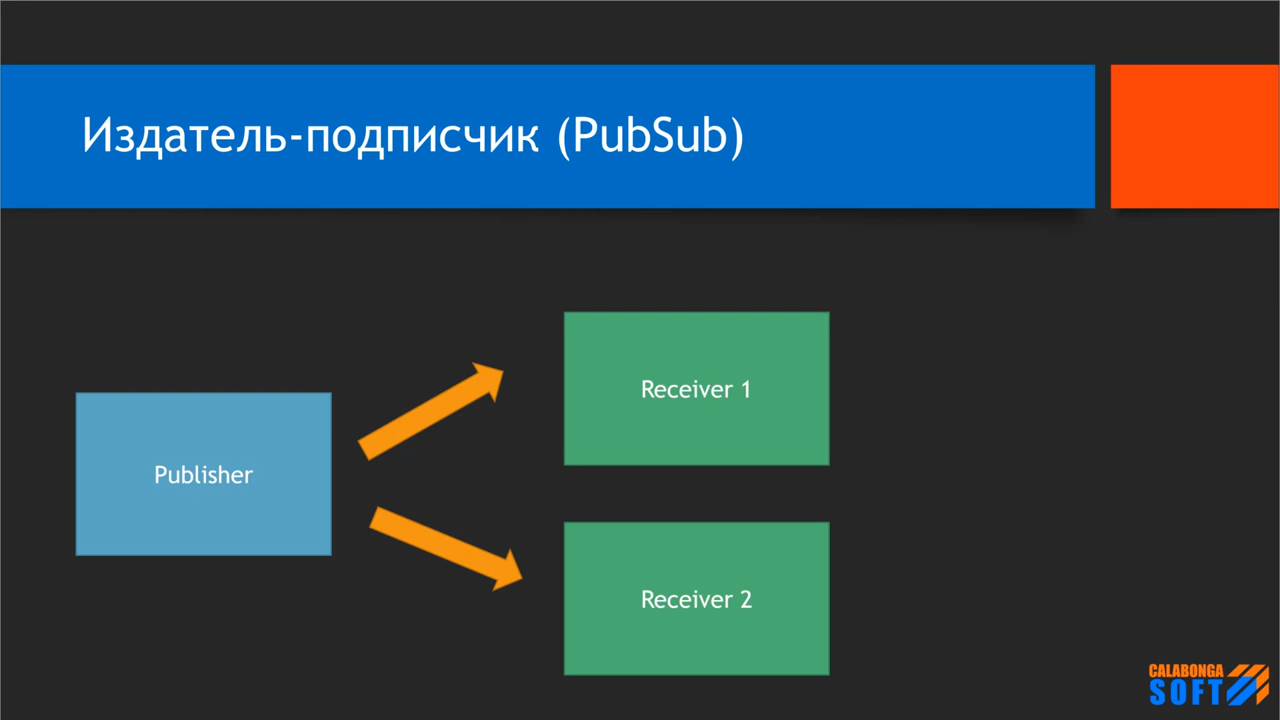 Издатель-подписчик (PubSub)
Publisher
Receiver 1
Receiver 2
CALABONGA
SOFT